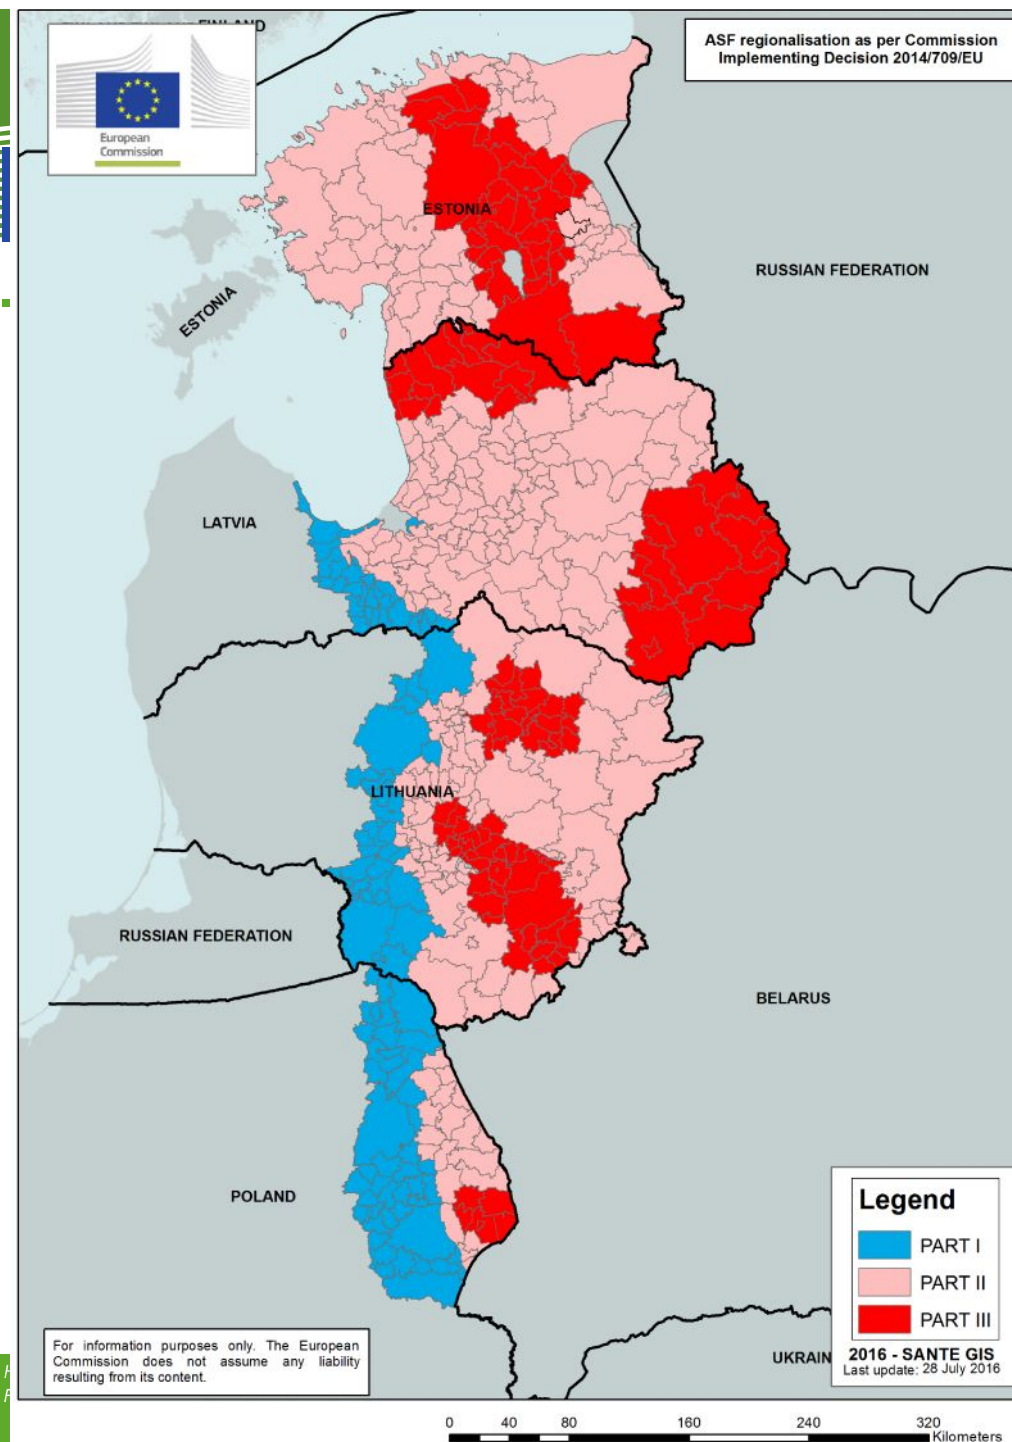 FINLAND
ASF regionalisation as per Commission
Implementing Decision 2014/709/EU
European
Commission
ESTONIA
RUSSIAN FEDERATION
ESTONIA
LATVIA
LITHUANIA
RUSSIAN FEDERATION
BELARUS
POLAND
Legend
PART I
PART II
PART III
2016 - SANTE GIS
Last update: 28 July 2016
UKRAIN
For information purposes only. The European
Commission does not assume any liability
resulting from its content.
0 40 80 160 240 320
Kilometers